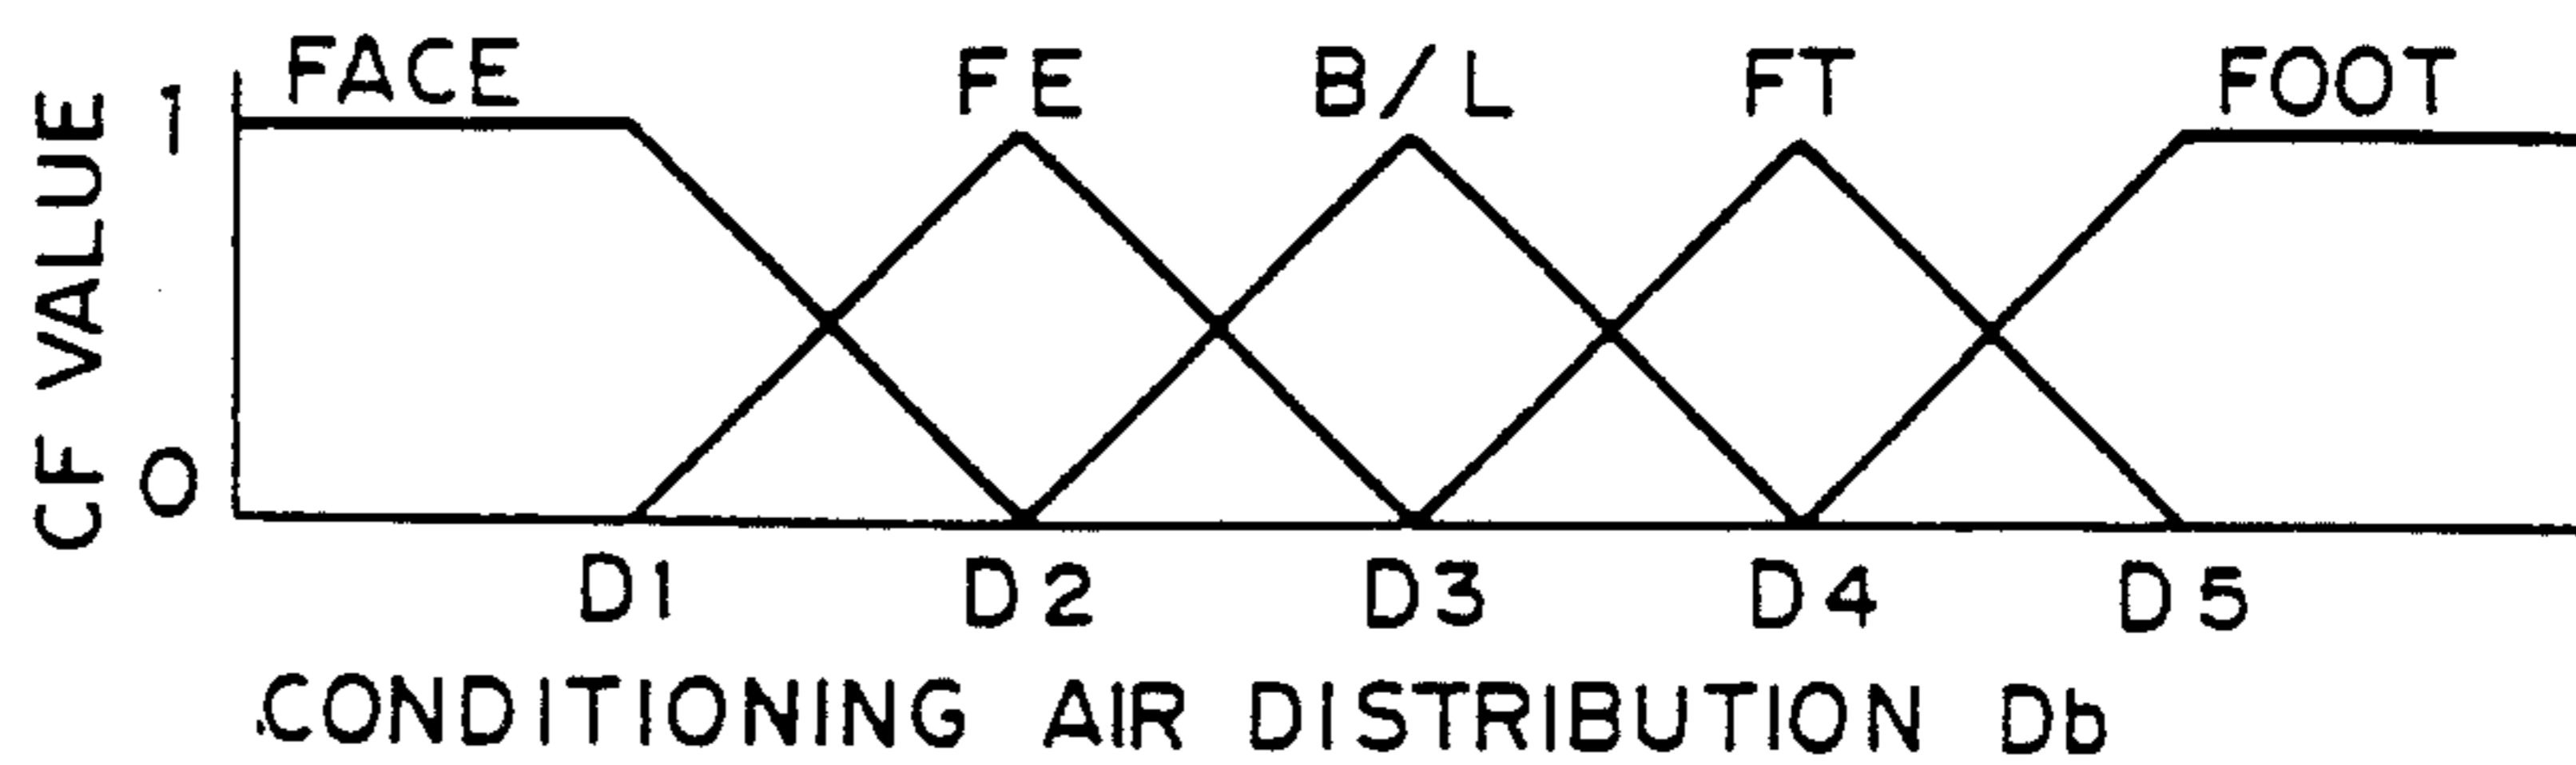 FACE FE B/L FT FOOT
CF VALUE
1
0
D1 D2 D3 D4 D5
CONDITIONING AIR DISTRIBUTION Db